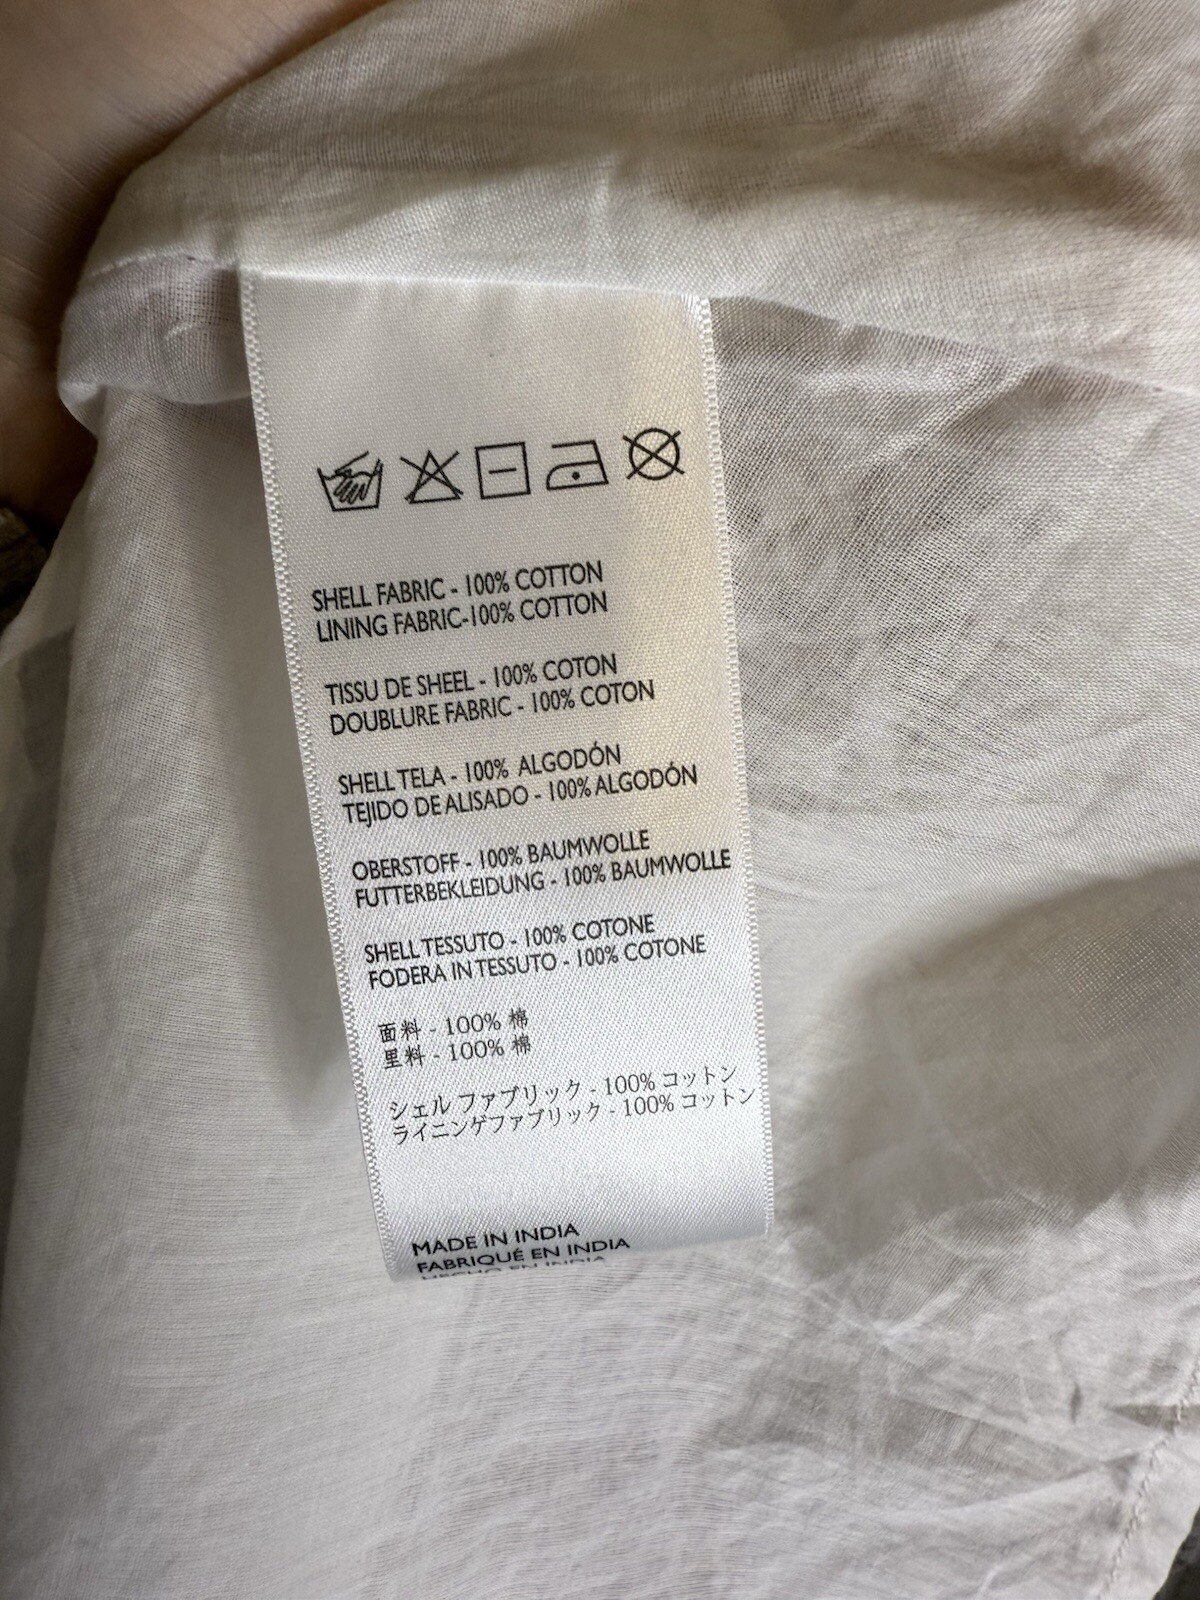 SHELL FABRIC - 100% COTTON
LINING FABRIC-100% COTTON
TISSU DE SHEEL - 100% COTON
DOUBLURE FABRIC - 100% COTON
SHELL TELA - 100% ALGODÓN
TEJIDO DE ALISADO - 100% ALGODÓN
OBERSTOFF - 100% BAUMWOLLE
FUTTERBEKLEIDUNG - 100% BAUMWOLLE
SHELL TESSUTO - 100% COTONE
FODERA IN TESSUTO - 100% COTONE
面料 - 100% 棉
里料 - 100% 棉
シェル ファブリック - 100% コットン
ライニンゲファブリック - 100% コットン
MADE IN INDIA
FABRIQUÉ EN INDIA
HECHO EN INDIA